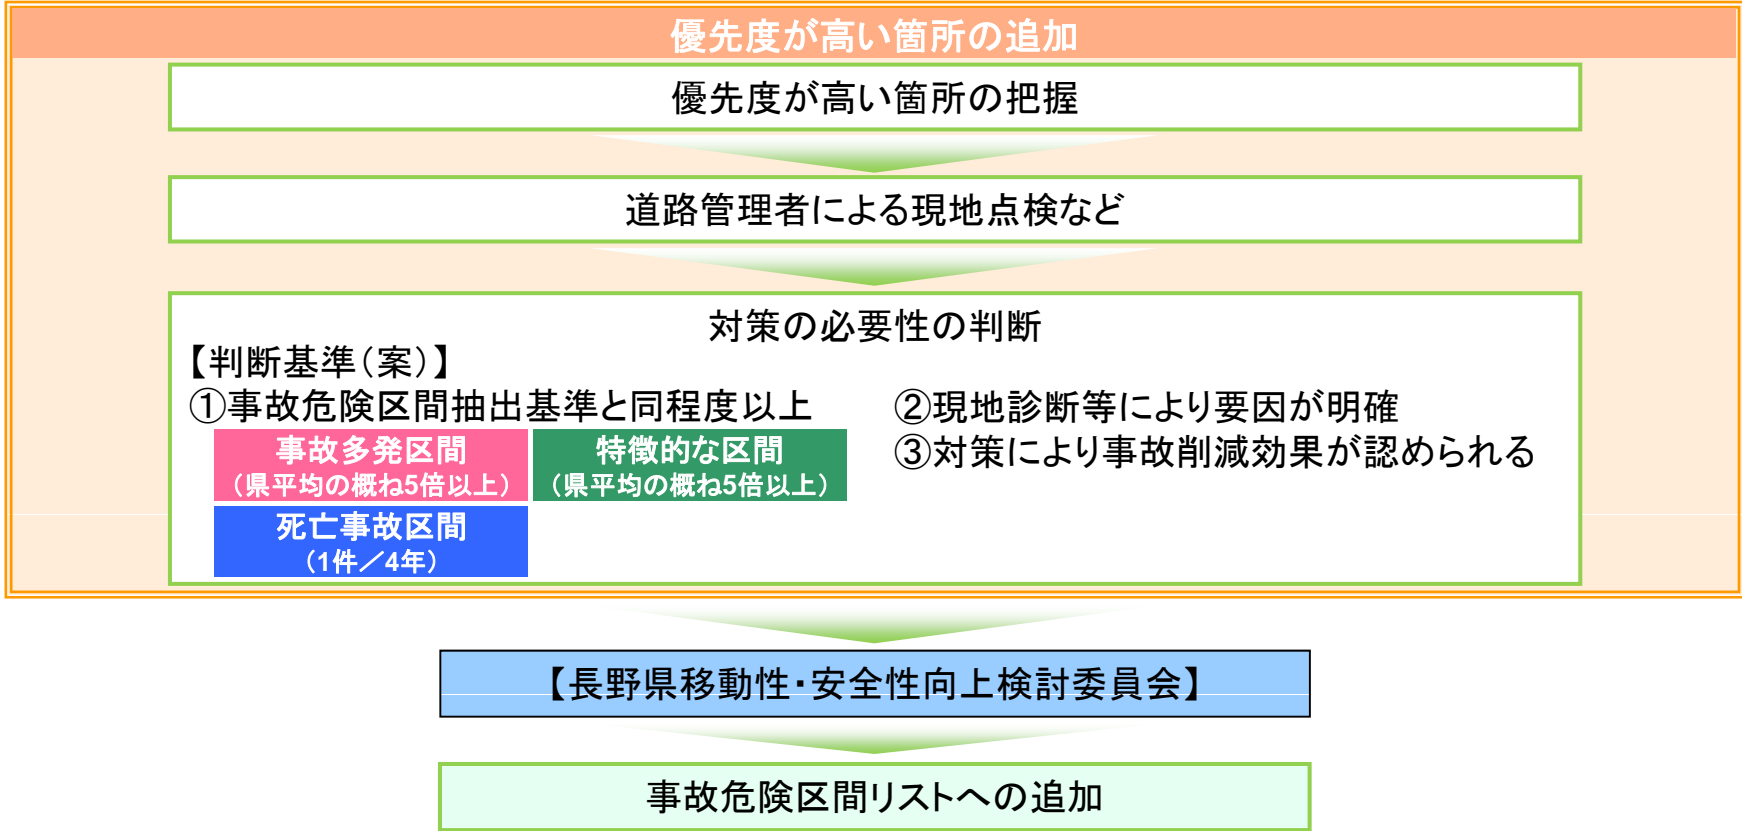 優先度が高い箇所の追加
優先度が高い箇所の把握
道路管理者による現地点検など
対策の必要性の判断
【判断基準（案）】
①事故危険区間抽出基準と同程度以上
事故多発区間
（県平均の概ね5倍以上）
特徴的な区間
（県平均の概ね5倍以上）
死亡事故区間
（1件／4年）
②現地診断等により要因が明確
③対策により事故削減効果が認められる
【長野県移動性・安全性向上検討委員会】
事故危険区間リストへの追加